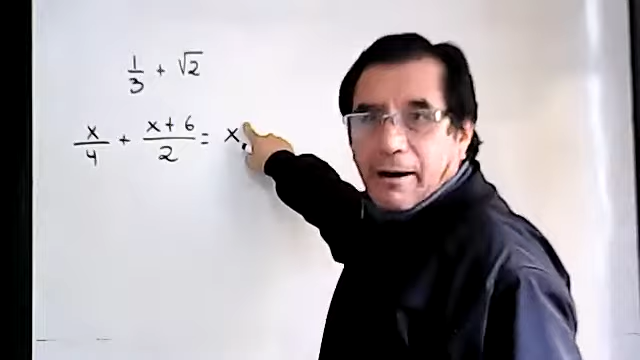 1/3 + √2
x/4 + (x+6)/2 = x